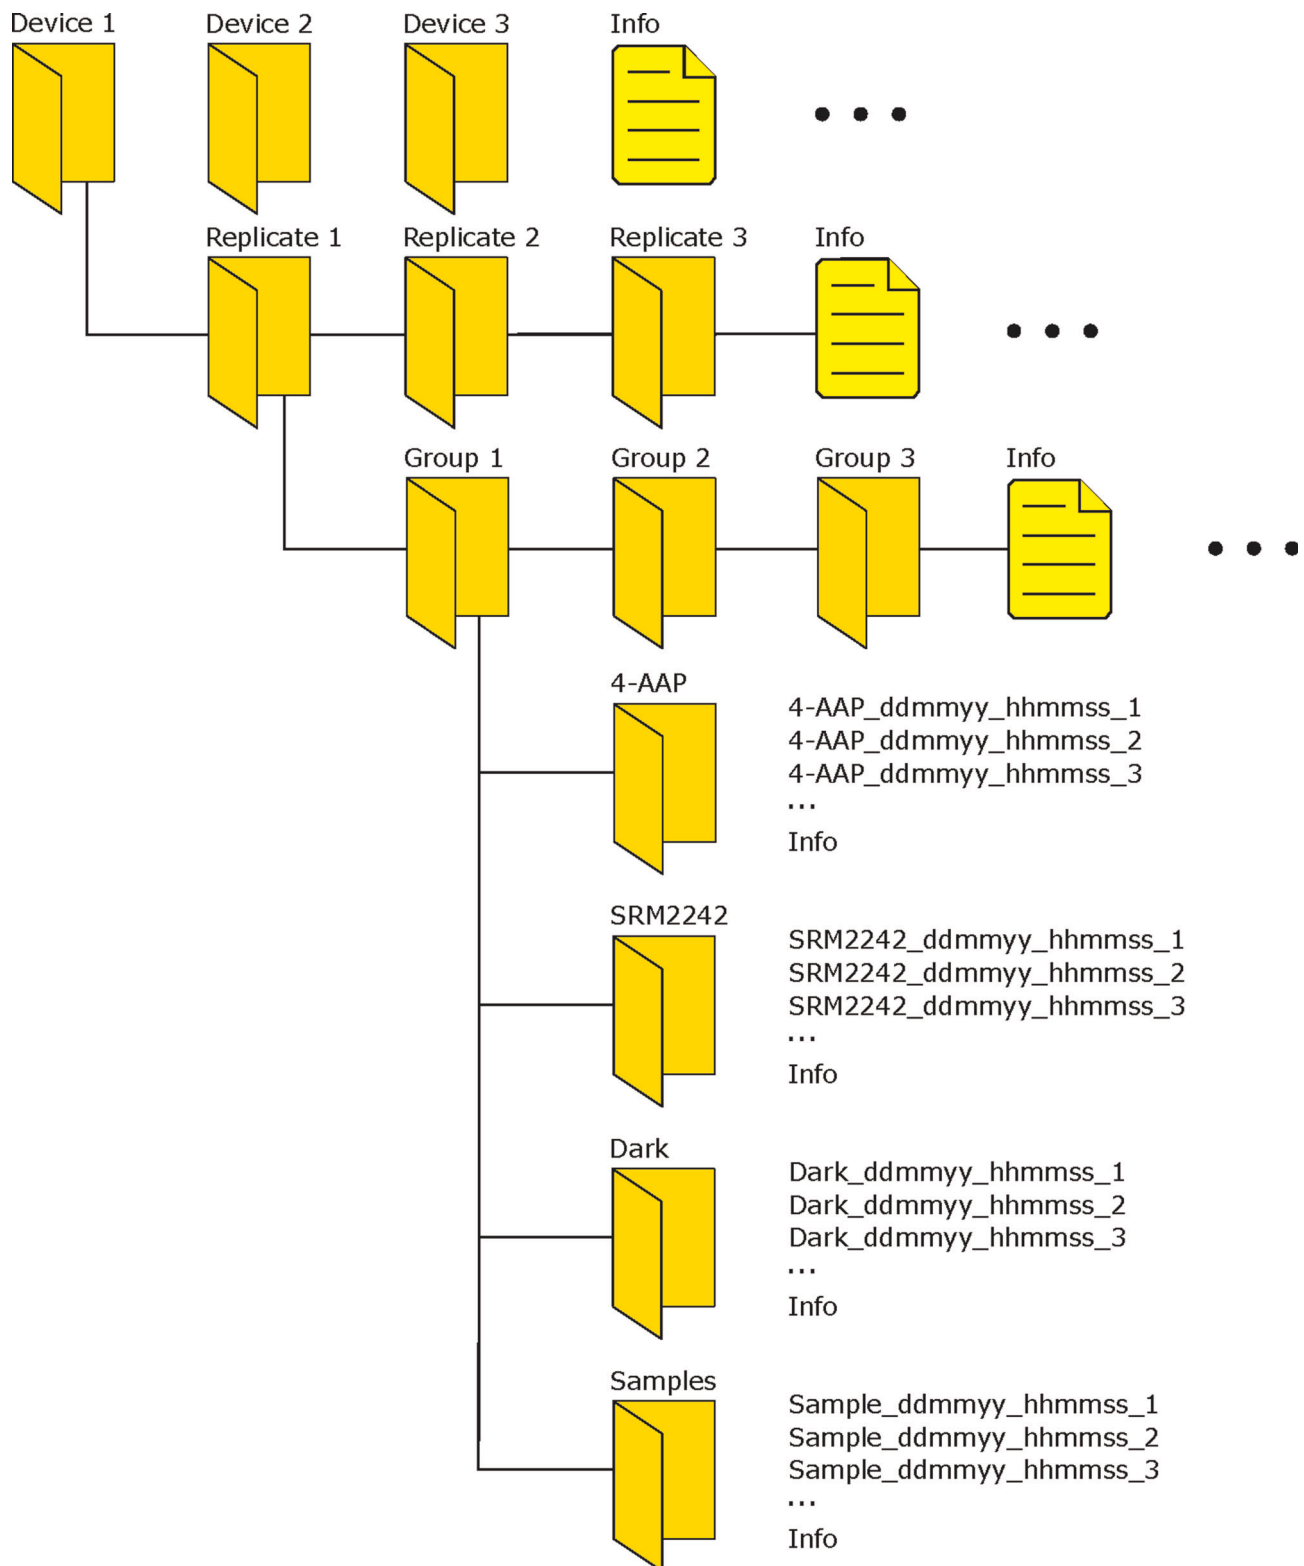 Device 1
Device 2
Device 3
Info
Replicate 1
Replicate 2
Replicate 3
Info
Group 1
Group 2
Group 3
Info
4-AAP
4-AAP_ddmmyy_hhmmss_1
4-AAP_ddmmyy_hhmmss_2
4-AAP_ddmmyy_hhmmss_3
...
Info
SRM2242
SRM2242_ddmmyy_hhmmss_1
SRM2242_ddmmyy_hhmmss_2
SRM2242_ddmmyy_hhmmss_3
...
Info
Dark
Dark_ddmmyy_hhmmss_1
Dark_ddmmyy_hhmmss_2
Dark_ddmmyy_hhmmss_3
...
Info
Samples
Sample_ddmmyy_hhmmss_1
Sample_ddmmyy_hhmmss_2
Sample_ddmmyy_hhmmss_3
...
Info